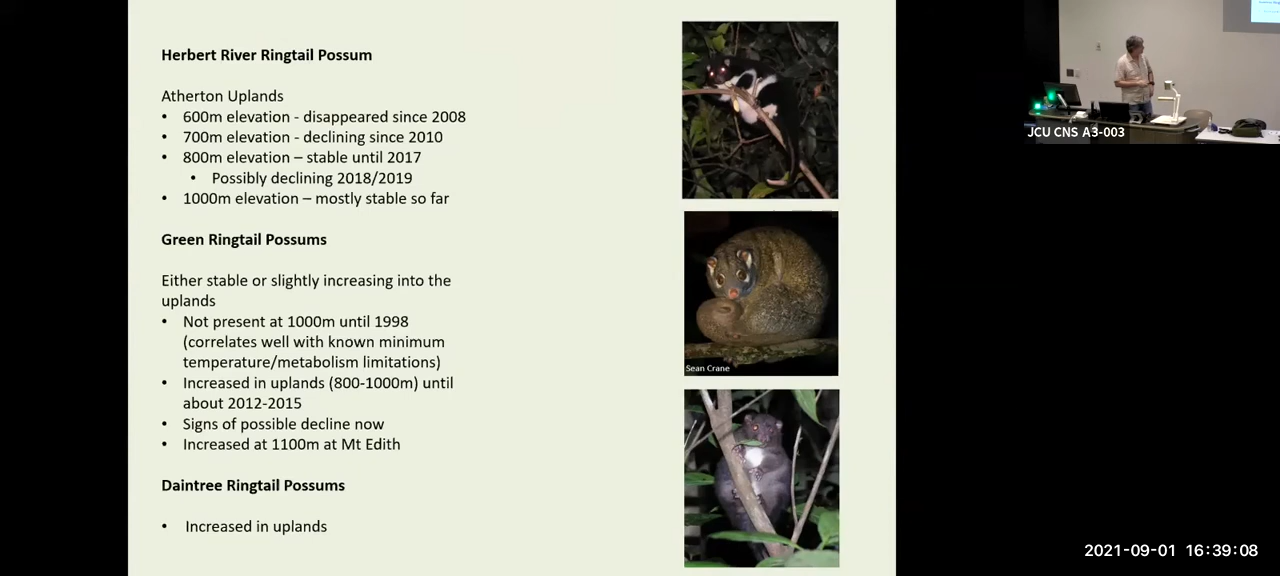 Herbert River Ringtail Possum
Atherton Uplands
• 600m elevation - disappeared since 2008
• 700m elevation - declining since 2010
• 800m elevation – stable until 2017
• Possibly declining 2018/2019
• 1000m elevation – mostly stable so far
Green Ringtail Possums
Either stable or slightly increasing into the
uplands
• Not present at 1000m until 1998
(correlates well with known minimum
temperature/metabolism limitations)
• Increased in uplands (800-1000m) until
about 2012-2015
• Signs of possible decline now
• Increased at 1100m at Mt Edith
Daintree Ringtail Possums
• Increased in uplands
Sean Crane
JCU CNS A3-003
2021-09-01 16:39:08